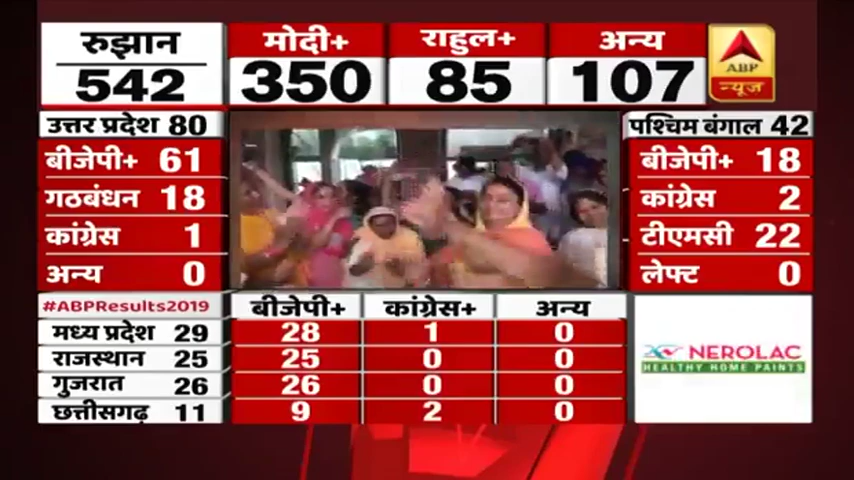 रुझान 542
मोदी+ 350
राहुल+ 85
अन्य 107
ABP
न्यूज़
उत्तर प्रदेश 80
बीजेपी+ 61
गठबंधन 18
कांग्रेस 1
अन्य 0
पश्चिम बंगाल 42
बीजेपी+ 18
कांग्रेस 2
टीएमसी 22
लेफ्ट 0
#ABPResults2019 बीजेपी+ कांग्रेस+ अन्य
मध्य प्रदेश 29 28 1 0
राजस्थान 25 25 0 0
गुजरात 26 26 0 0
छत्तीसगढ़ 11 9 2 0
NEROLAC
HEALTHY HOME PAINTS